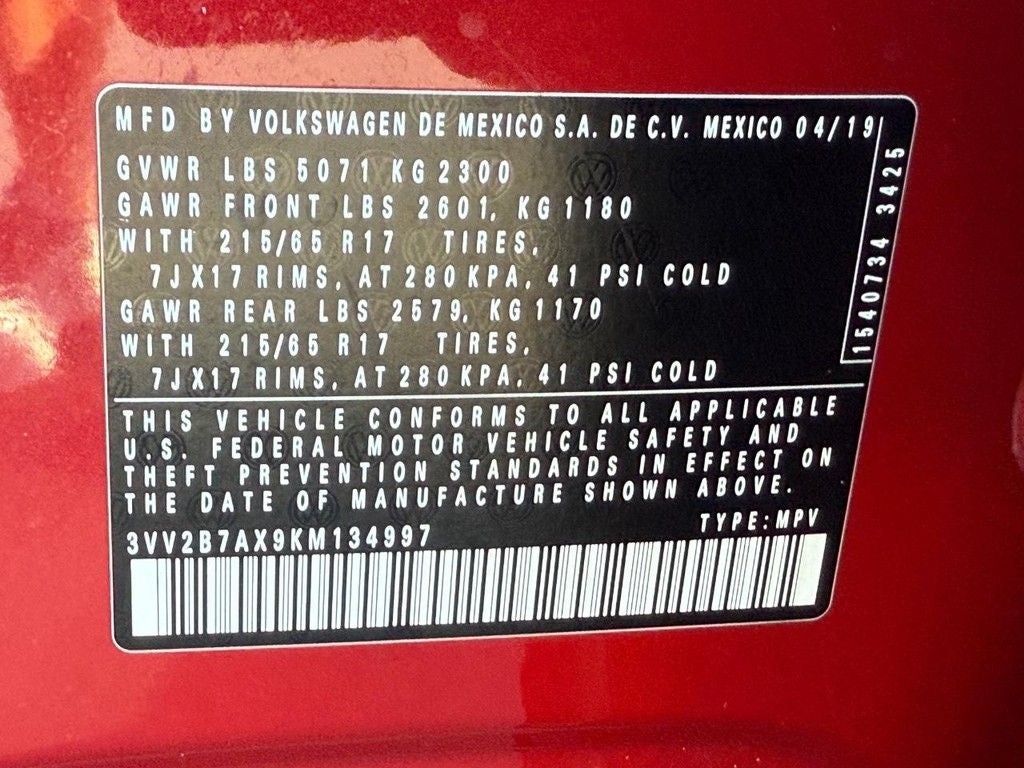 MFD BY VOLKSWAGEN DE MEXICO S.A. DE C.V. MEXICO 04/19
GVWR LBS 5071 KG 2300
GAWR FRONT LBS 2601, KG 1180
WITH 215/65 R17 TIRES,
7JX17 RIMS, AT 280 KPA, 41 PSI COLD
GAWR REAR LBS 2579, KG 1170
WITH 215/65 R17 TIRES,
7JX17 RIMS, AT 280 KPA, 41 PSI COLD
1540734 3425
THIS VEHICLE CONFORMS TO ALL APPLICABLE
U.S. FEDERAL MOTOR VEHICLE SAFETY AND
THEFT PREVENTION STANDARDS IN EFFECT ON
THE DATE OF MANUFACTURE SHOWN ABOVE.
TYPE: MPV
3VV2B7AX9KM134997